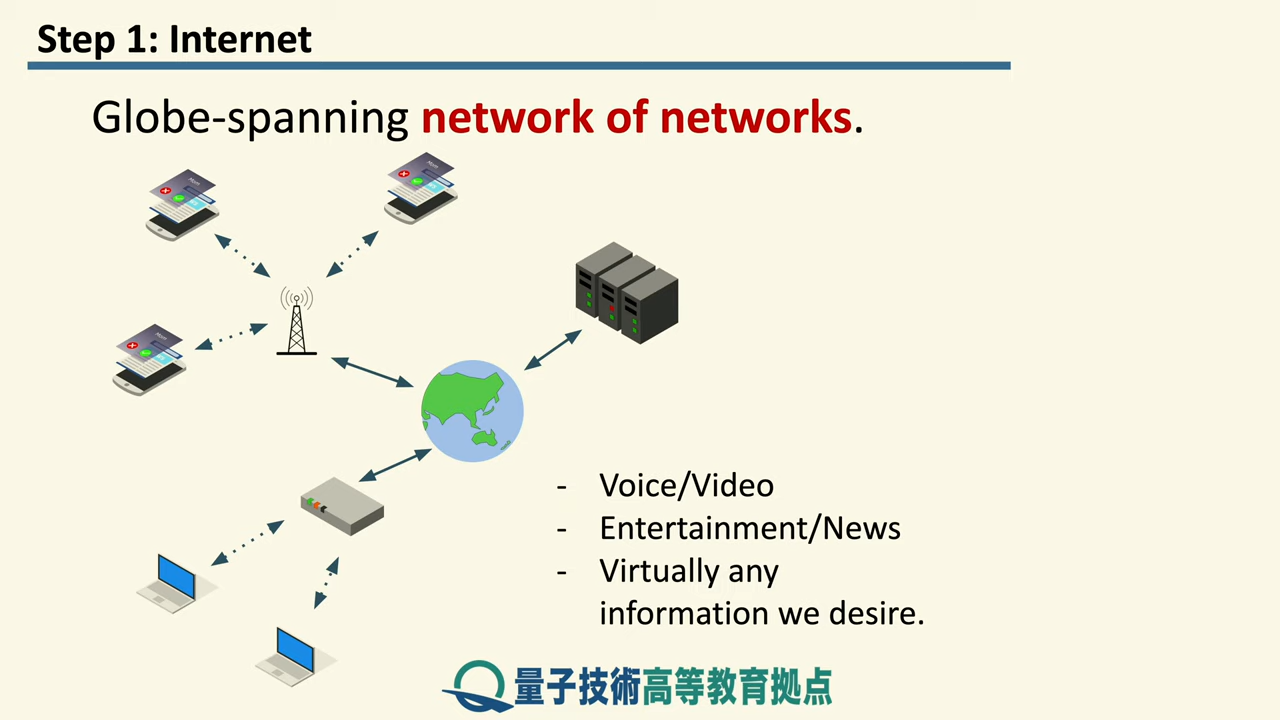 Step 1: Internet
Globe-spanning network of networks.
- Voice/Video
- Entertainment/News
- Virtually any
information we desire.
量子技術高等教育拠点